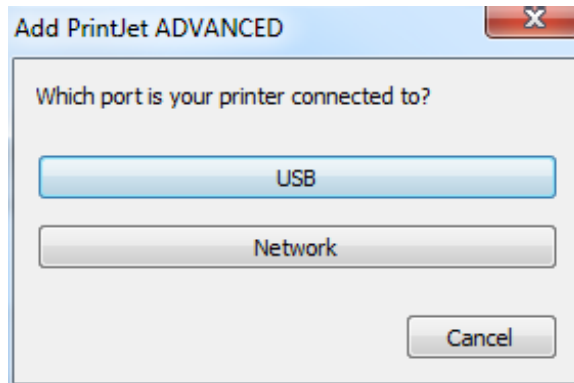 Add PrintJet ADVANCED
Which port is your printer connected to?
USB
Network
Cancel